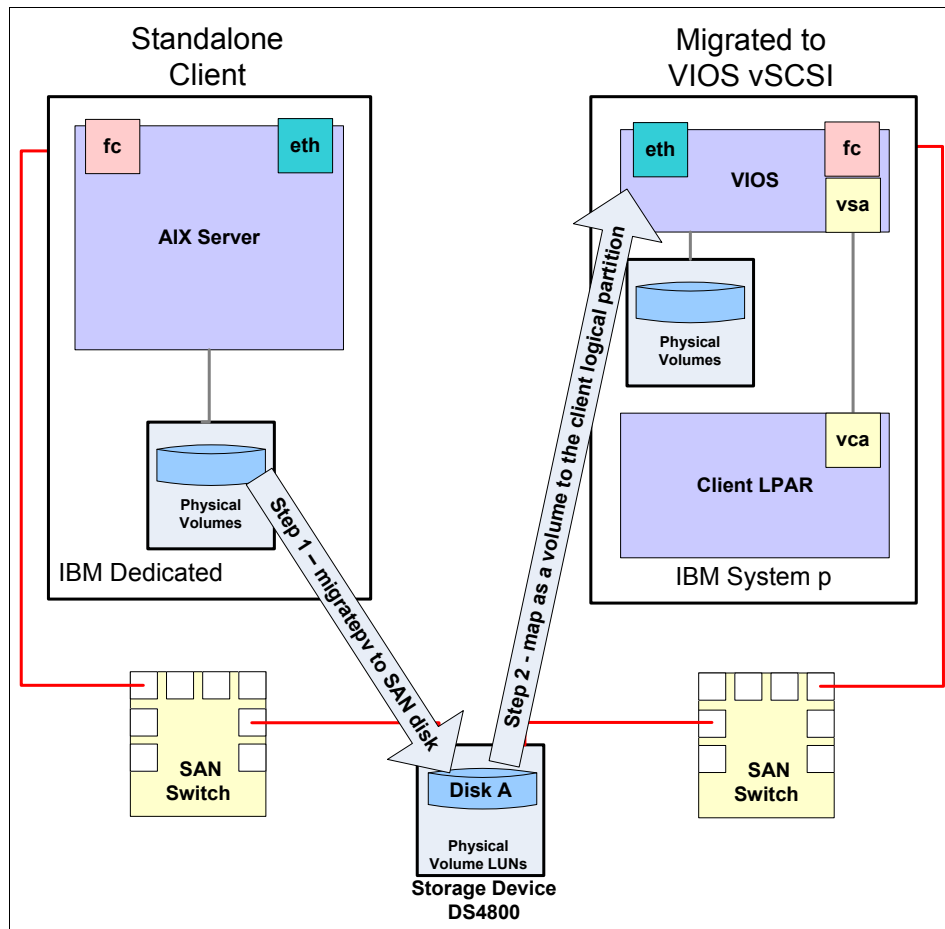 Standalone
Client
Migrated to
VIOS vSCSI
fc
eth
AIX Server
Physical
Volumes
IBM Dedicated
eth
fc
VIOS
vsa
Physical
Volumes
vca
Client LPAR
IBM System p
Step 1 – migratepv to SAN disk
Step 2 - map as a volume to the client logical partition
SAN
Switch
SAN
Switch
Disk A
Physical
Volume LUNs
Storage Device
DS4800